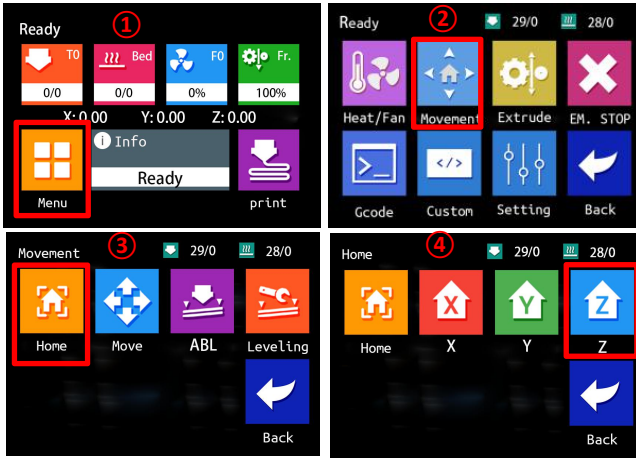 ①
Ready
T0 Bed F0 Fr.
0/0 0/0 0% 100%
X: 0.00 Y: 0.00 Z: 0.00
i Info
Ready
Menu print
②
Ready 29/0 28/0
Heat/Fan Movement Extrude EM. STOP
>_ </>
Gcode Custom Setting Back
③
Movement 29/0 28/0
Home Move ABL Leveling
Back
④
Home 29/0 28/0
X Y Z
Home X Y Z
Back